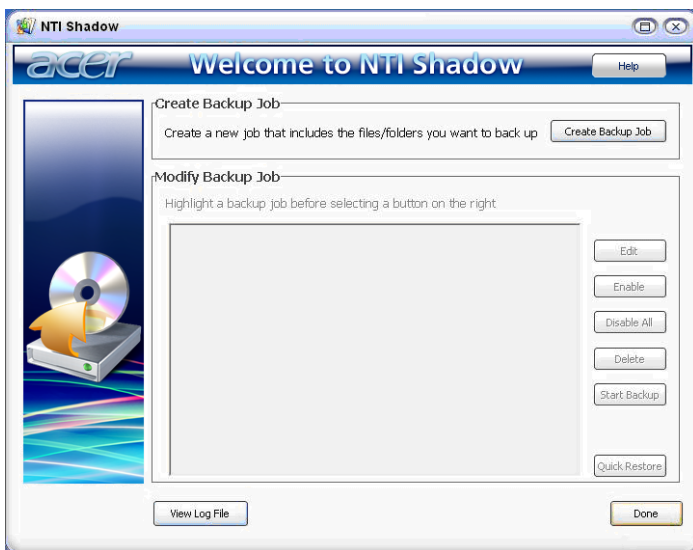 NTI Shadow
acer
Welcome to NTI Shadow
Help
Create Backup Job
Create a new job that includes the files/folders you want to back up
Create Backup Job
Modify Backup Job
Highlight a backup job before selecting a button on the right
Edit
Enable
Disable All
Delete
Start Backup
Quick Restore
View Log File
Done